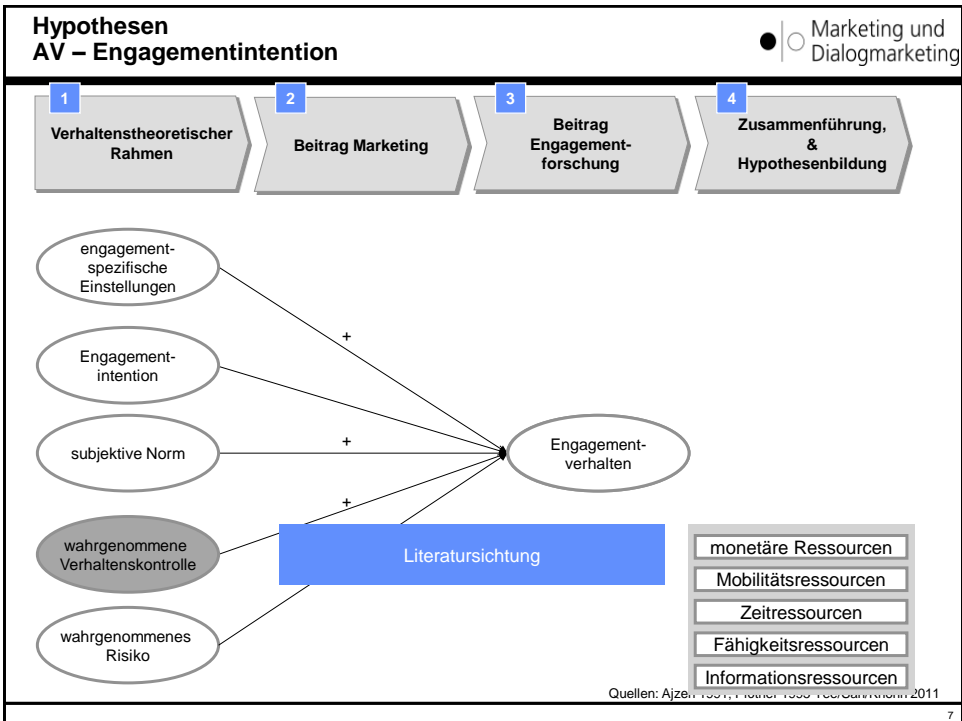 Hypothesen
AV – Engagementintention
Marketing und
Dialogmarketing
1
Verhaltenstheoretischer
Rahmen
2
Beitrag Marketing
3
Beitrag
Engagement-
forschung
4
Zusammenführung,
&
Hypothesenbildung
engagement-
spezifische
Einstellungen
+
Engagement-
intention
subjektive Norm
+
Engagement-
verhalten
+
wahrgenommene
Verhaltenskontrolle
Literatursichtung
wahrgenommenes
Risiko
monetäre Ressourcen
Mobilitätsressourcen
Zeitressourcen
Fähigkeitsressourcen
Informationsressourcen
Quellen: Ajzen 2011
7